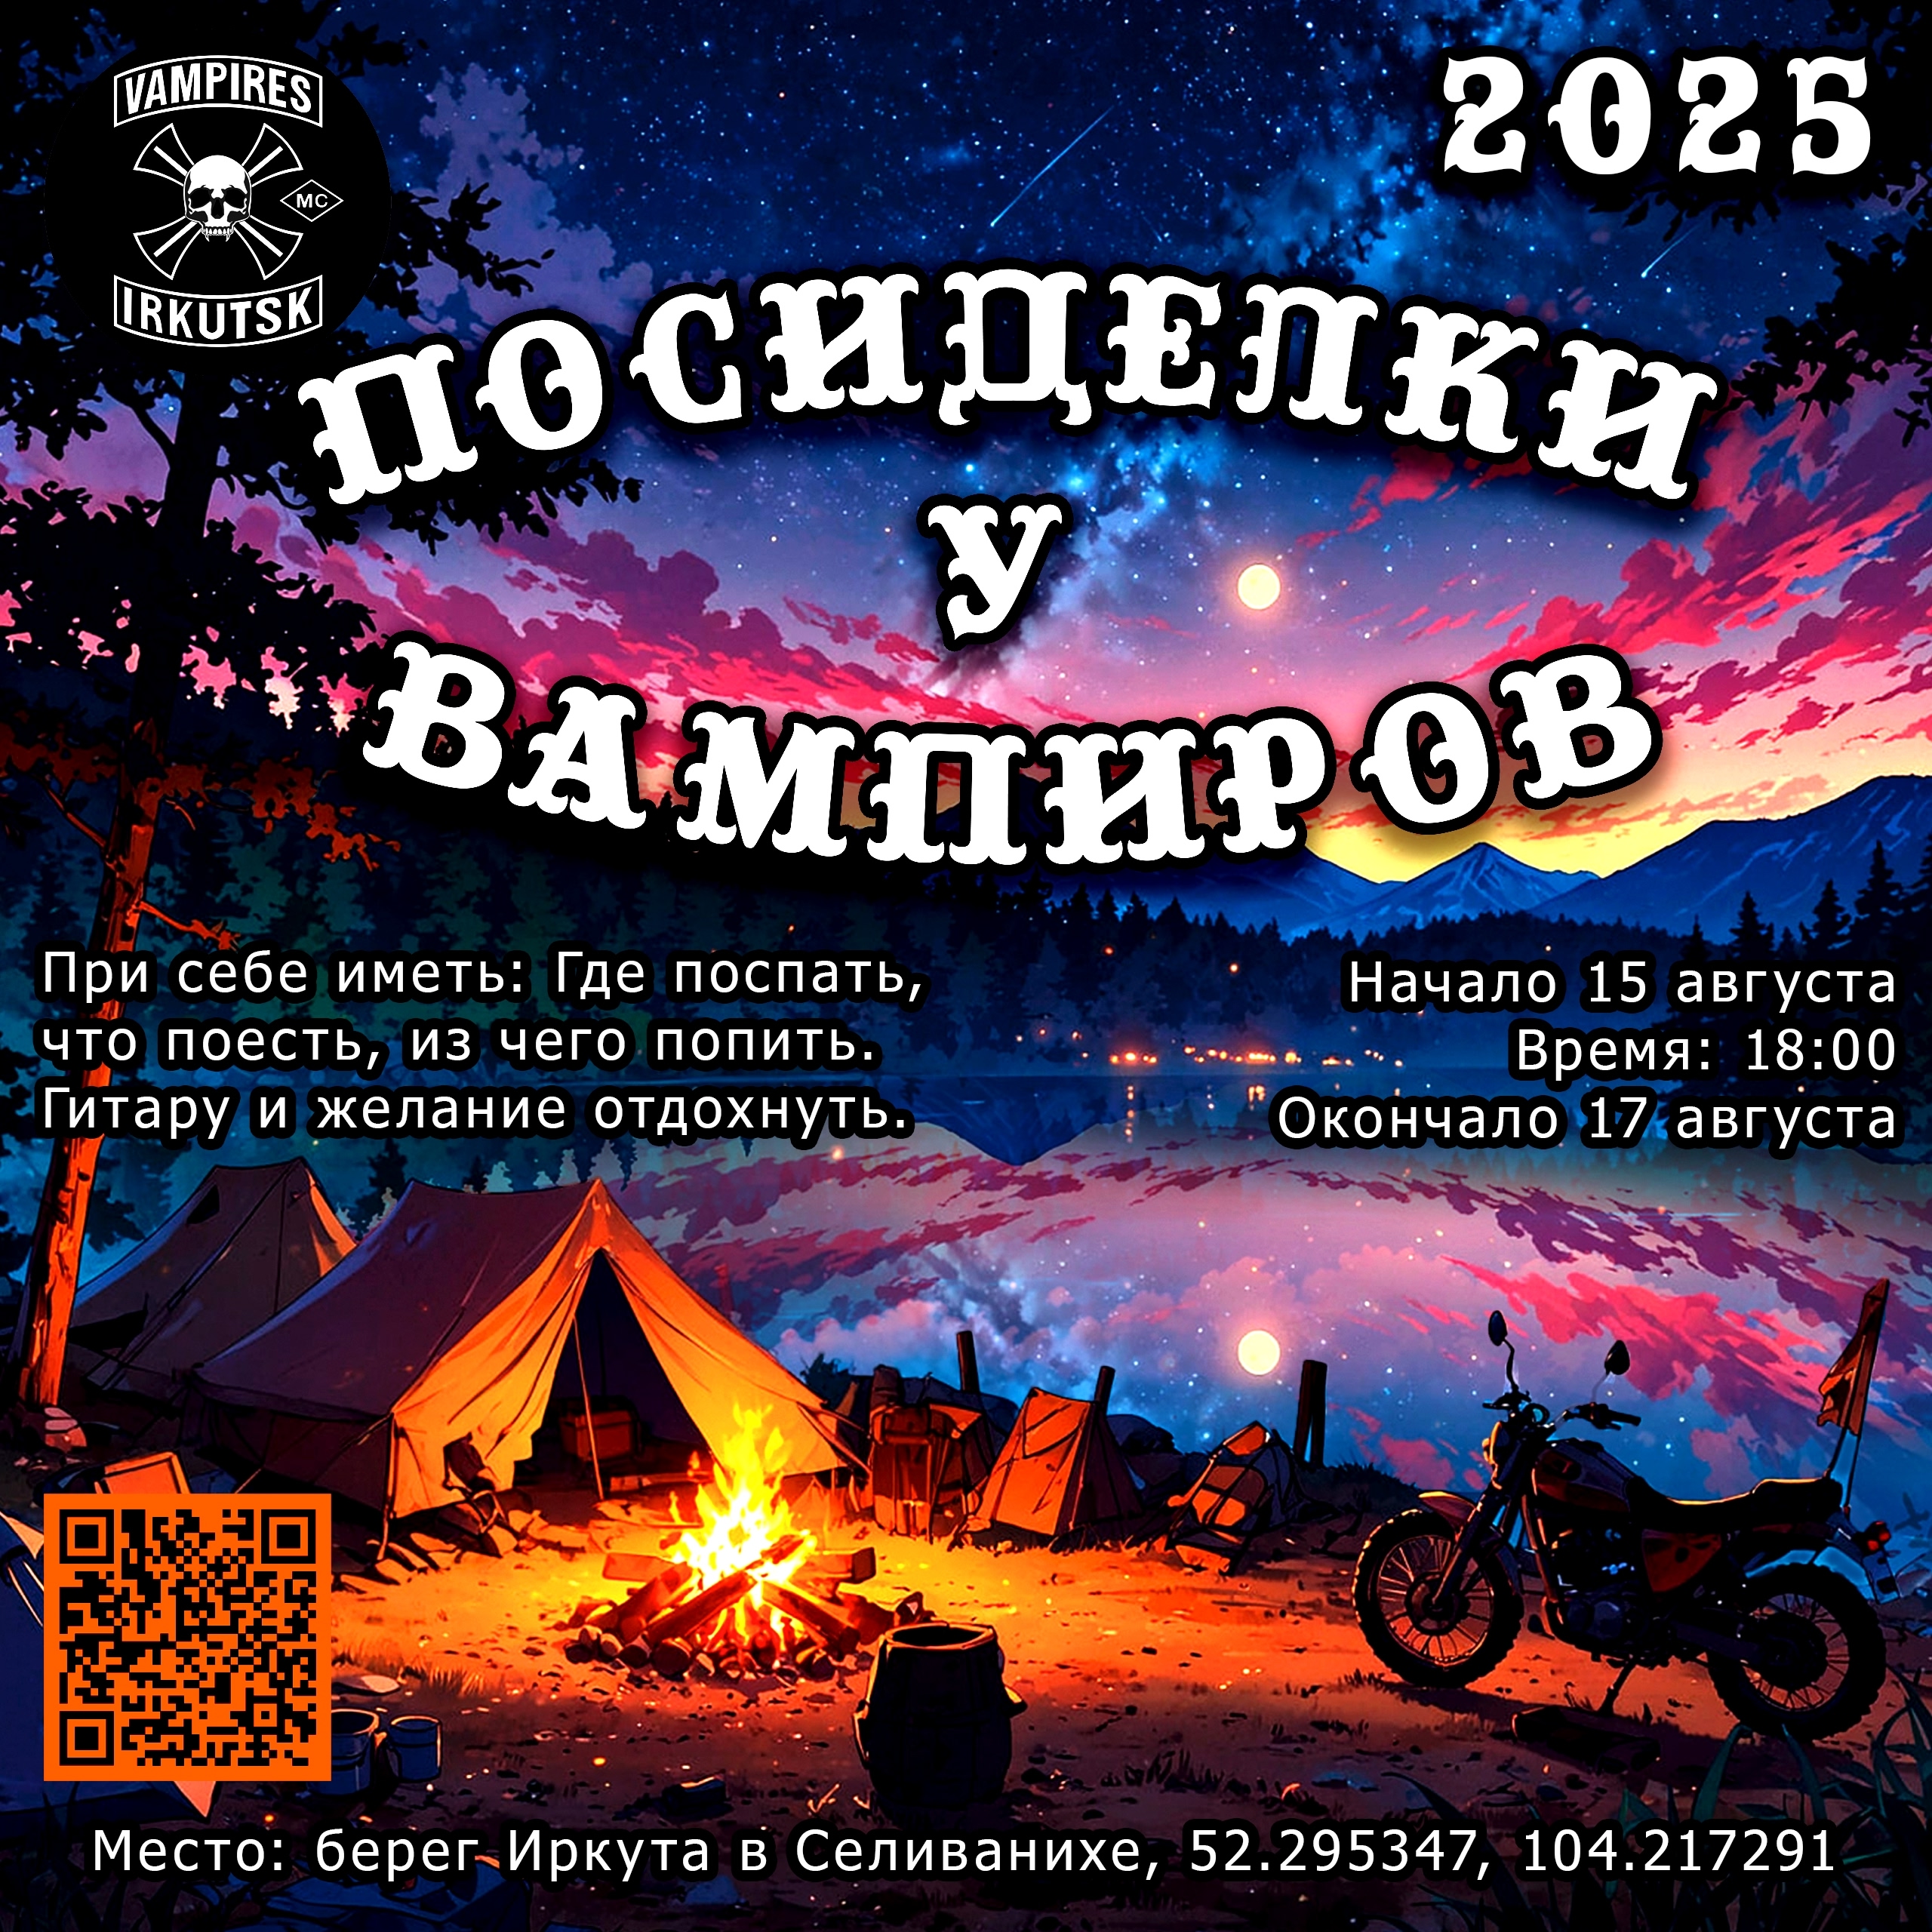 VAMPIRES
MC
IRKUTSK
2025
ПОСИДЕЛКИ
У
ВАМПИРОВ
При себе иметь: Где поспать,
что поесть, из чего попить.
Гитару и желание отдохнуть.
Начало 15 августа
Время: 18:00
Окончало 17 августа
Место: берег Иркута в Селиванихе, 52.295347, 104.217291